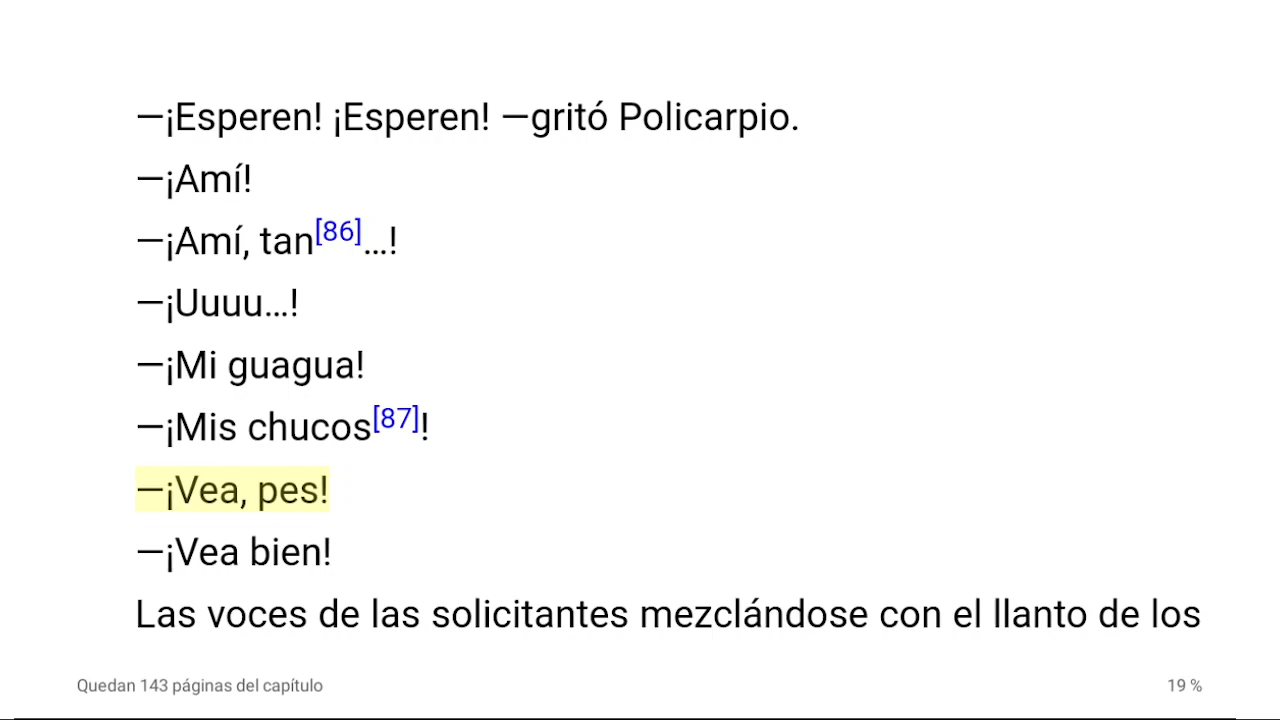 —¡Esperen! ¡Esperen! —gritó Policarpio.
—¡Amí!
—¡Amí, tan[86]…!
—¡Uuuu…!
—¡Mi guagua!
—¡Mis chucos[87]!
—¡Vea, pes!
—¡Vea bien!
Las voces de las solicitantes mezclándose con el llanto de los
Quedan 143 páginas del capítulo
19 %